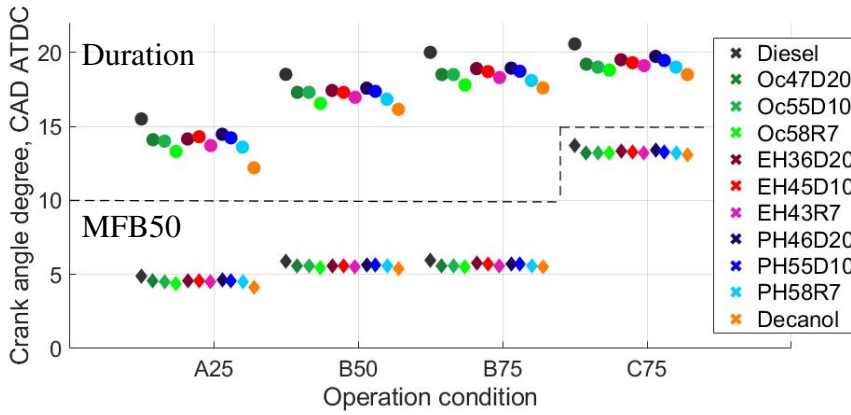 Crank angle degree, CAD ATDC
20
15
10
5
0
Duration
MFB50
A25
B50
B75
C75
Operation condition
Diesel
Oc47D20
Oc55D10
Oc58R7
EH36D20
EH45D10
EH43R7
PH46D20
PH55D10
PH58R7
Decanol